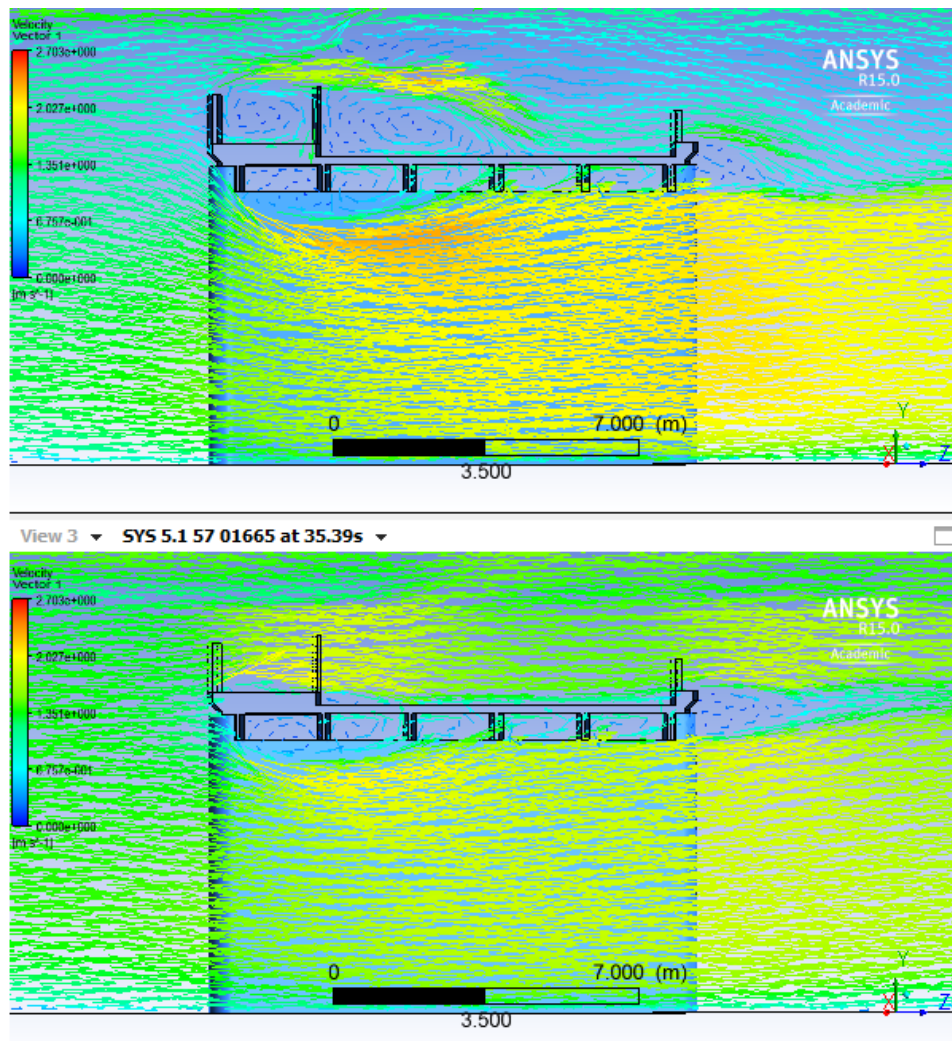 Velocity
Vector 1
2.703e+000
2.027e+000
1.351e+000
6.757e-001
0.000e+000
[m s^-1]
ANSYS
R15.0
Academic
0
7.000 (m)
3.500
Y
X
Z
View 3
SYS 5.1 57 01665 at 35.39s
Velocity
Vector 1
2.703e+000
2.027e+000
1.351e+000
6.757e-001
0.000e+000
[m s^-1]
ANSYS
R15.0
Academic
0
7.000 (m)
3.500
Y
X
Z